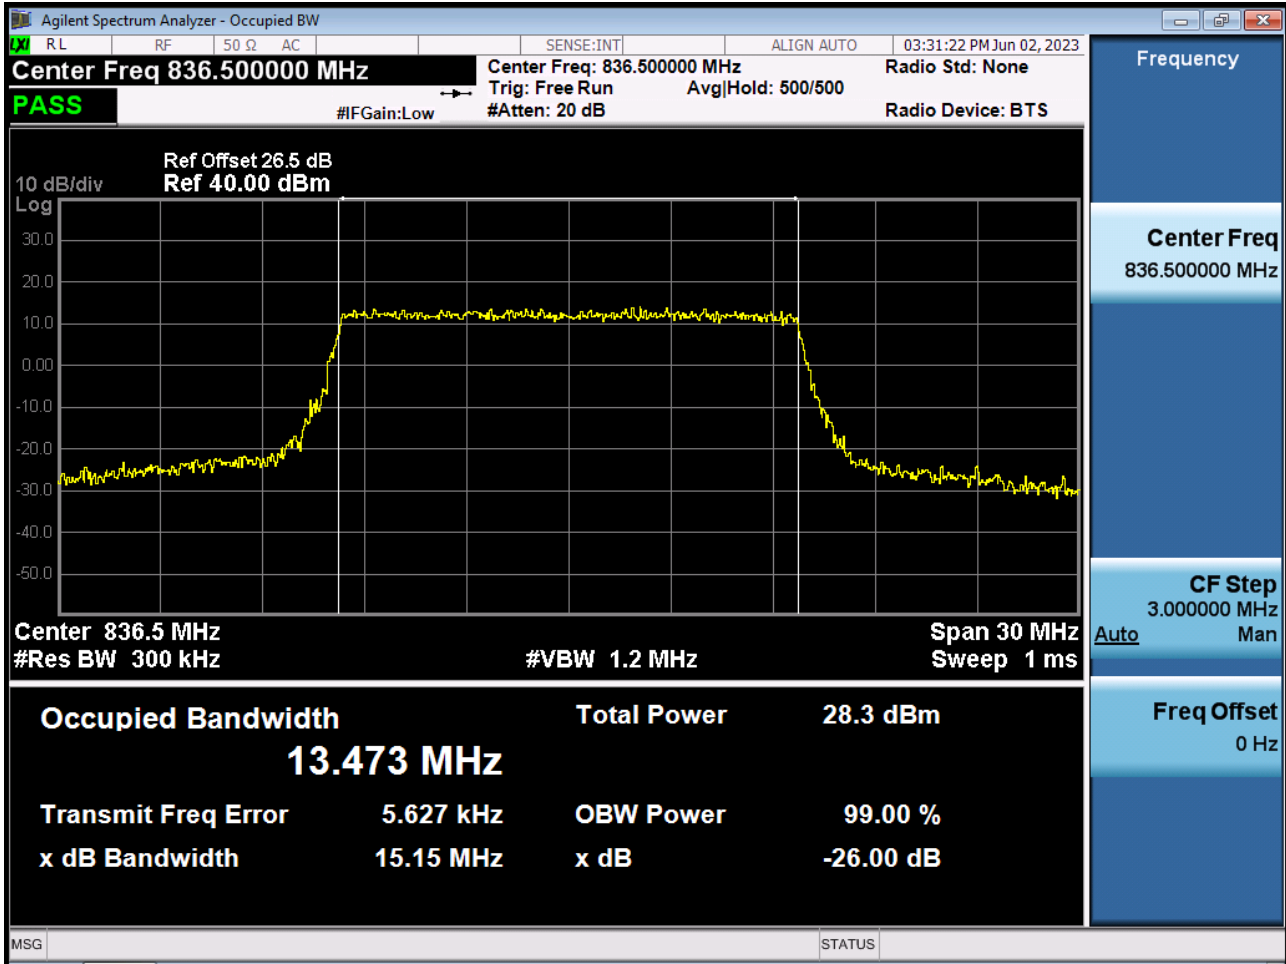 Agilent Spectrum Analyzer - Occupied BW
LXI RL RF 50 Ω AC SENSE:INT ALIGN AUTO 03:31:22 PM Jun 02, 2023
Center Freq 836.500000 MHz
Center Freq: 836.500000 MHz
Radio Std: None
Trig: Free Run Avg|Hold: 500/500
PASS
#IFGain:Low
#Atten: 20 dB
Radio Device: BTS
Ref Offset 26.5 dB
10 dB/div Ref 40.00 dBm
Log
30.0
20.0
10.0
0.00
-10.0
-20.0
-30.0
-40.0
-50.0
Center 836.5 MHz Span 30 MHz
#Res BW 300 kHz #VBW 1.2 MHz Sweep 1 ms
Occupied Bandwidth Total Power 28.3 dBm
13.473 MHz
Transmit Freq Error 5.627 kHz OBW Power 99.00 %
x dB Bandwidth 15.15 MHz x dB -26.00 dB
Frequency
Center Freq
836.500000 MHz
CF Step
3.000000 MHz
Auto Man
Freq Offset
0 Hz
MSG STATUS